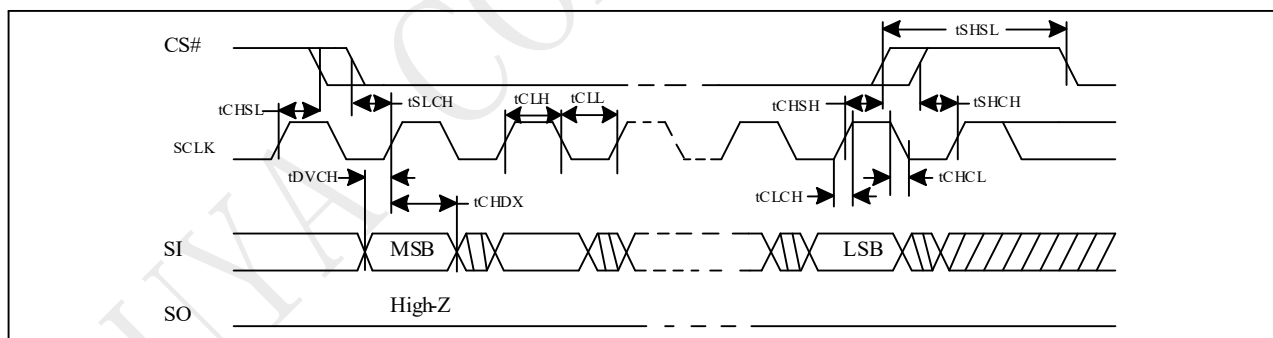 tSHSL
CS#
tCHSL
tSLCH
tCLH
tCLL
tCHSH
tSHCH
SCLK
tDVCH
tCHDX
tCLCH
tCHCL
SI
MSB
LSB
High-Z
SO